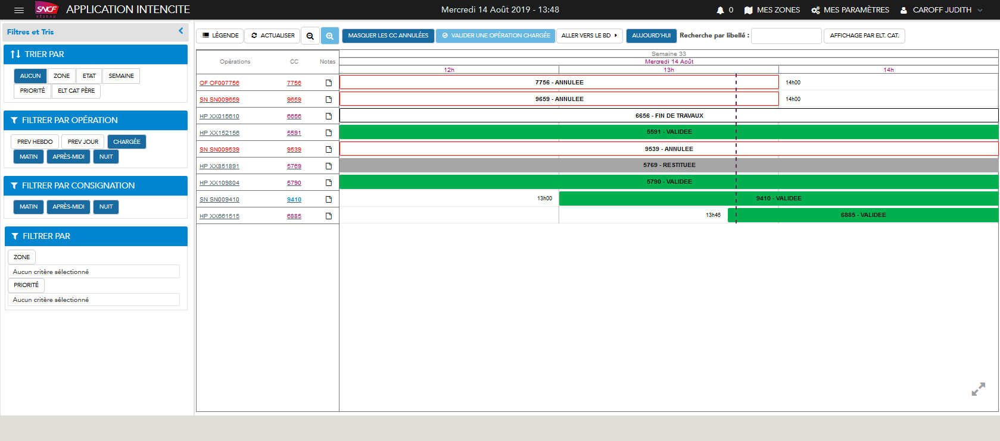 SNCF
RÉSEAU
APPLICATION INTENCITE
Mercredi 14 Août 2019 - 13:48
0
MES ZONES
MES PARAMÈTRES
CAROFF JUDITH
Filtres et Tris
TRIER PAR
AUCUN ZONE ETAT SEMAINE
PRIORITÉ ELT CAT PÈRE
FILTRER PAR OPÉRATION
PREV HEBDO PREV JOUR CHARGÉE
MATIN APRÈS-MIDI NUIT
FILTRER PAR CONSIGNATION
MATIN APRÈS-MIDI NUIT
FILTRER PAR
ZONE
Aucun critère sélectionné
PRIORITÉ
Aucun critère sélectionné
LÉGENDE ACTUALISER MASQUER LES CC ANNULÉES VALIDER UNE OPÉRATION CHARGÉE ALLER VERS LE BD AUJOURD'HUI Recherche par libellé : AFFICHAGE PAR ELT. CAT.
Semaine 33
Mercredi 14 Août
Opérations CC Notes
12h 13h 14h
OF OF007756 7756 7756 - ANNULEE 14h00
SN SN009659 9659 9659 - ANNULEE 14h00
HP XX015610 6656 6656 - FIN DE TRAVAUX
HP XX152156 5591 5591 - VALIDEE
SN SN009539 9539 9539 - ANNULEE
HP XX851891 5769 5769 - RESTITUEE
HP XX109804 5790 5790 - VALIDEE
SN SN009410 9410 13h00 9410 - VALIDEE
HP XX661515 6885 13h46 6885 - VALIDEE